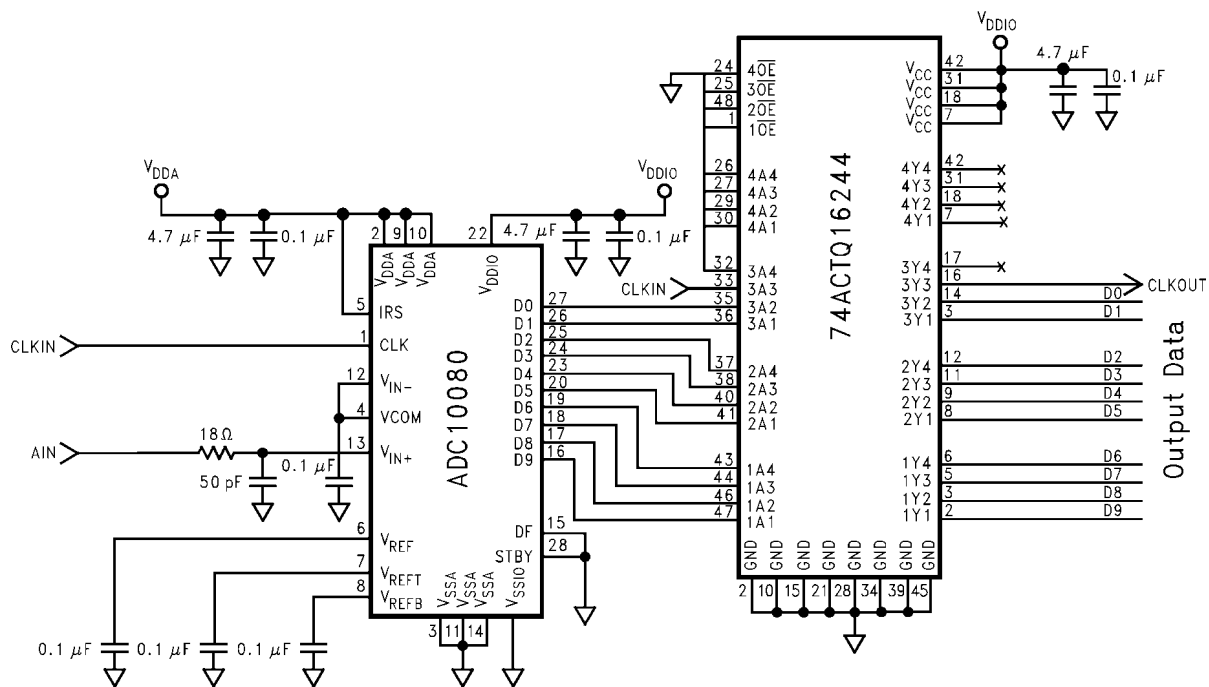 VDDIO
4.7 µF
0.1 µF
24 4OE
25 3OE
48 2OE
1 1OE
VCC 42
VCC 31
VCC 18
VCC 7
26 4A4
27 4A3
29 4A2
30 4A1
4Y4 42
4Y3 31
4Y2 18
4Y1 7
74ACTQ16244
32 3A4
CLKIN 33 3A3
35 3A2
36 3A1
3Y4 17
3Y3 16 CLKOUT
3Y2 14 D0
3Y1 3 D1
37 2A4
38 2A3
40 2A2
41 2A1
2Y4 12 D2
2Y3 11 D3
2Y2 9 D4
2Y1 8 D5
43 1A4
44 1A3
46 1A2
47 1A1
1Y4 6 D6
1Y3 5 D7
1Y2 3 D8
1Y1 2 D9
Output Data
GND GND GND GND GND GND GND GND
2 10 15 21 28 34 39 45
VDDA
4.7 µF 0.1 µF
2 9 10
VDDA VDDA VDDA
VDDIO
22 4.7 µF 0.1 µF
VDDIO
5 IRS
CLKIN 1 CLK
12 VIN-
4 VCOM
AIN 18Ω 13 VIN+
50 pF 0.1 µF
ADC10080
D0 27
D1 26
D2 25
D3 24
D4 23
D5 20
D6 19
D7 18
D8 17
D9 16
DF 15
STBY 28
6 VREF
7 VREFT
8 VREFB
VSSA VSSA VSSA VSSIO
3 11 14
0.1 µF 0.1 µF 0.1 µF